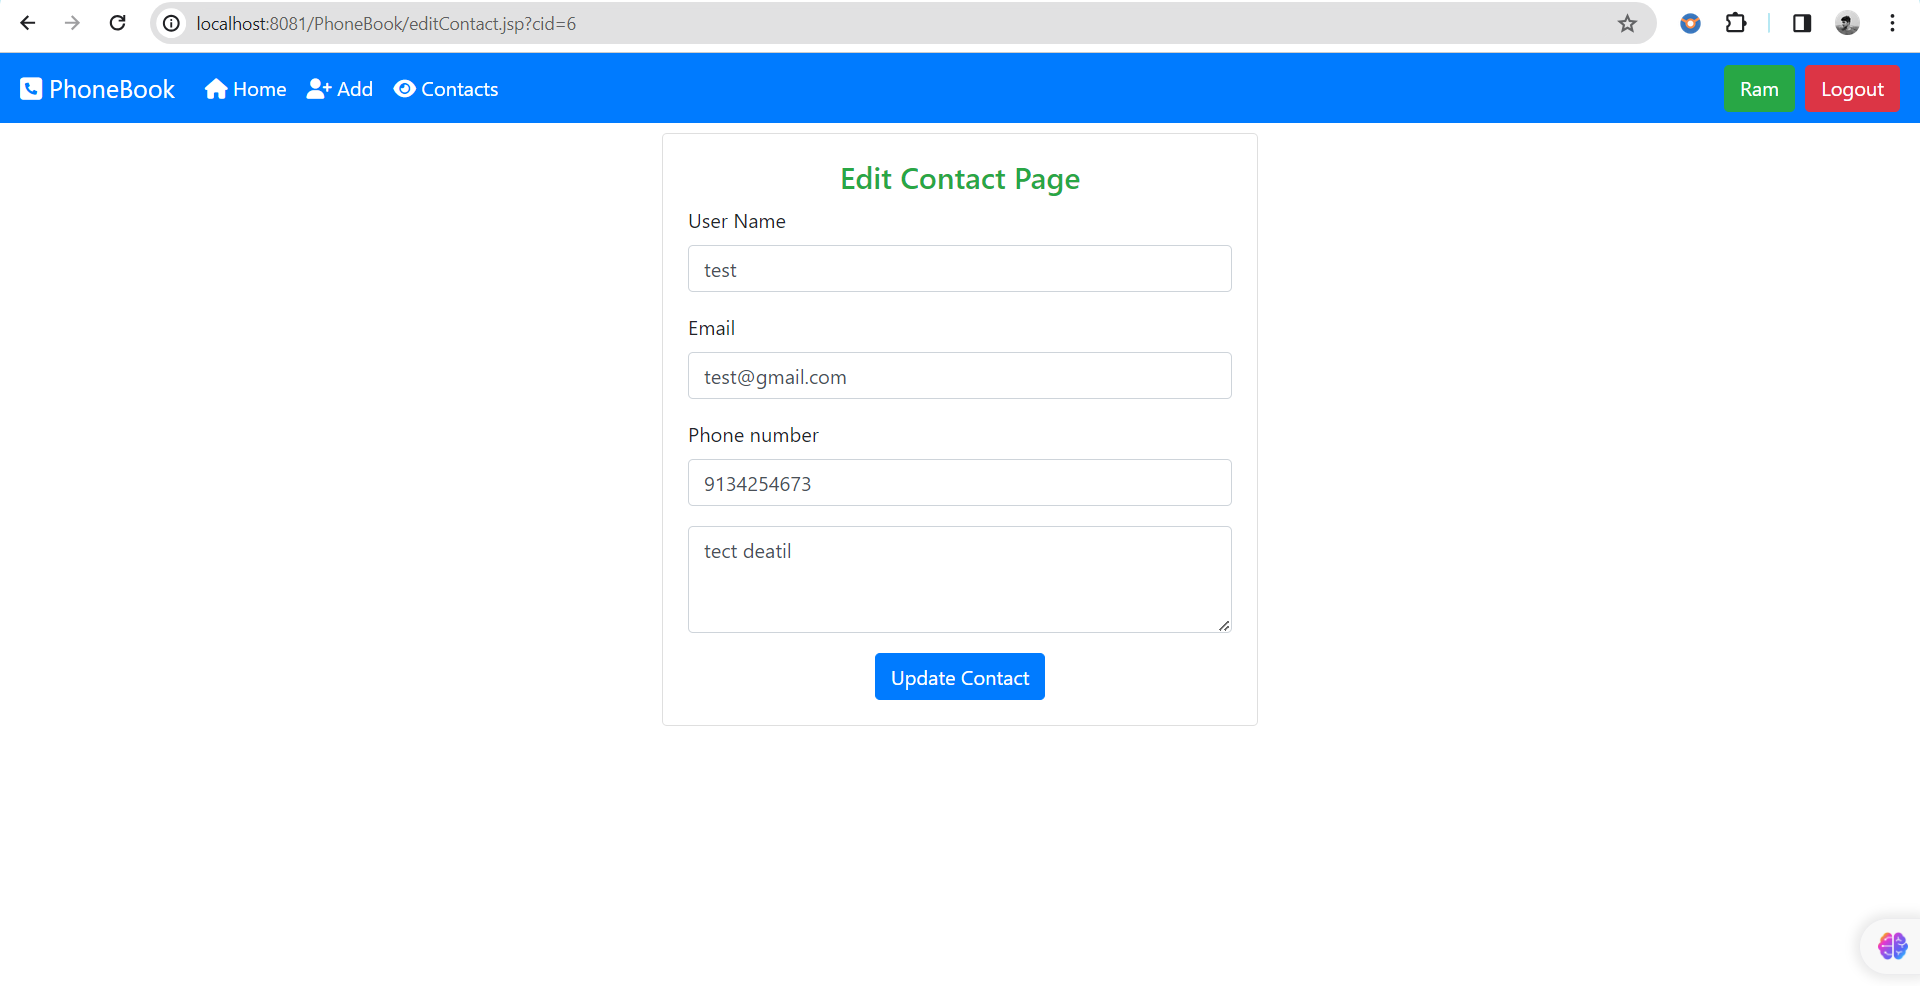 localhost:8081/PhoneBook/editContact.jsp?cid=6
PhoneBook Home Add Contacts Ram Logout
Edit Contact Page
User Name
test
Email
test@gmail.com
Phone number
9134254673
tect deatil
Update Contact